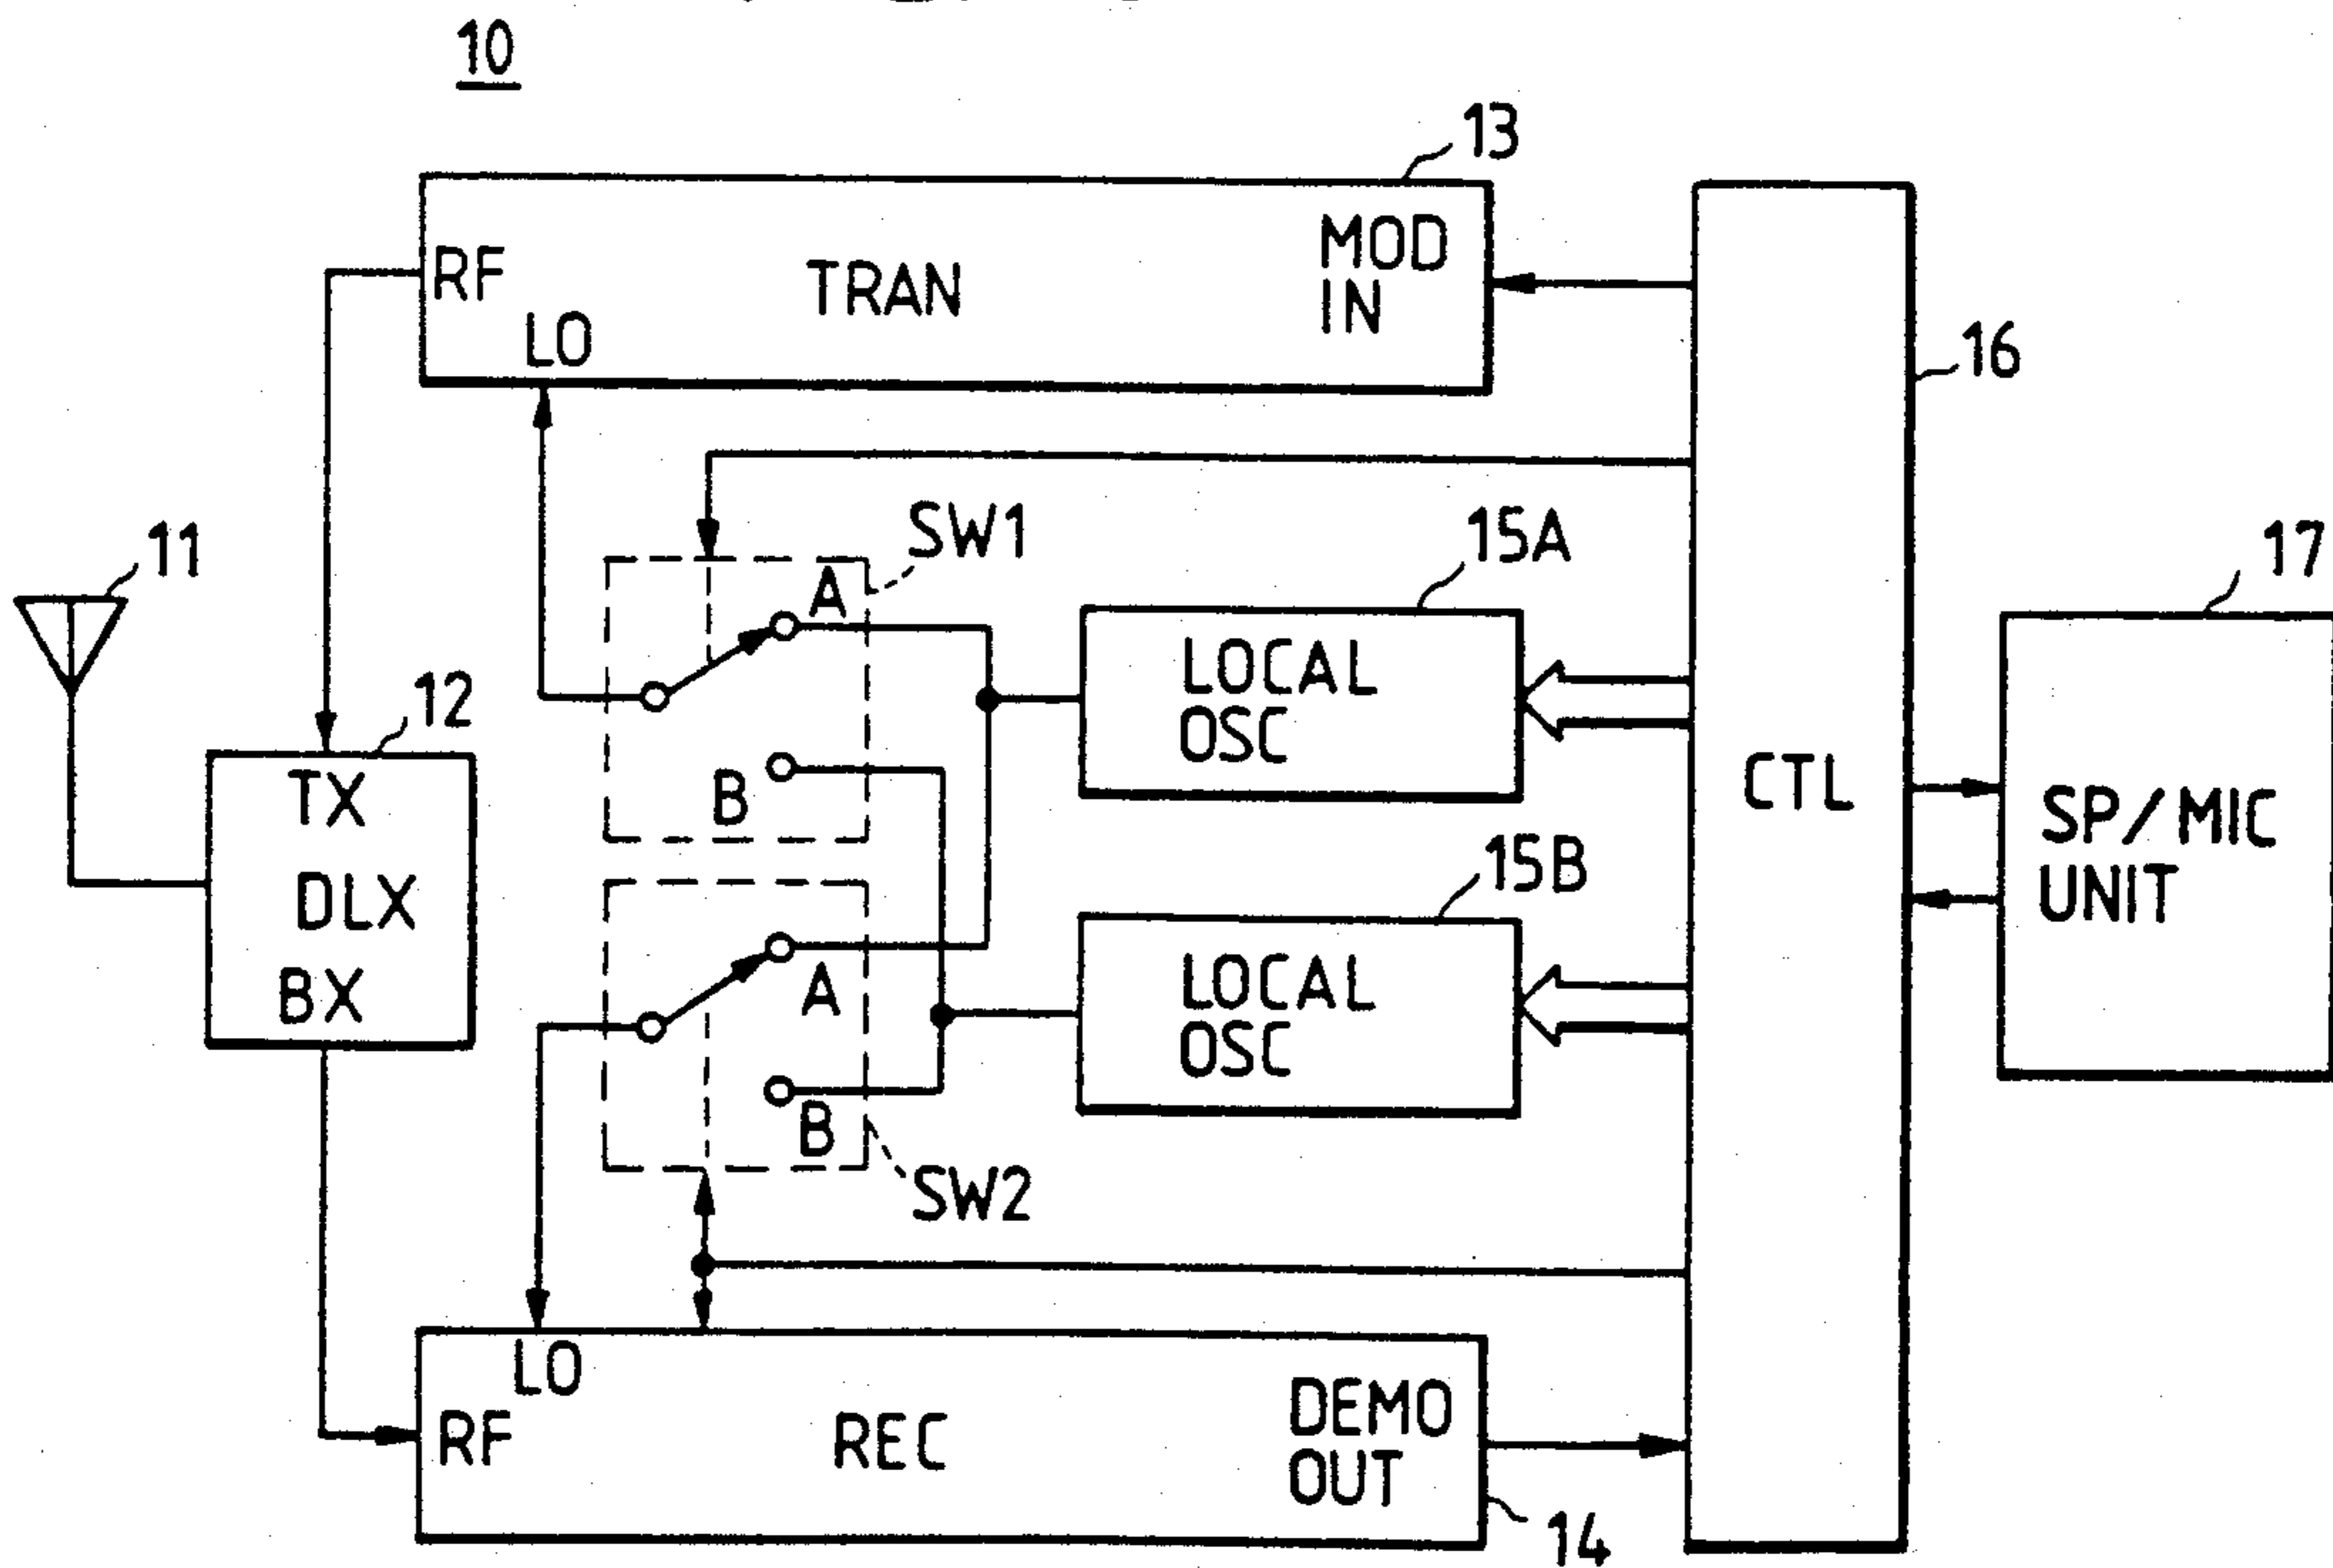 10
13
RF
TRAN
MOD
IN
LO
16
SW1
15A
17
11
A
LOCAL
OSC
12
TX
DLX
BX
B
CTL
SP/MIC
UNIT
15B
A
LOCAL
OSC
B
SW2
LO
RF
REC
DEMO
OUT
14